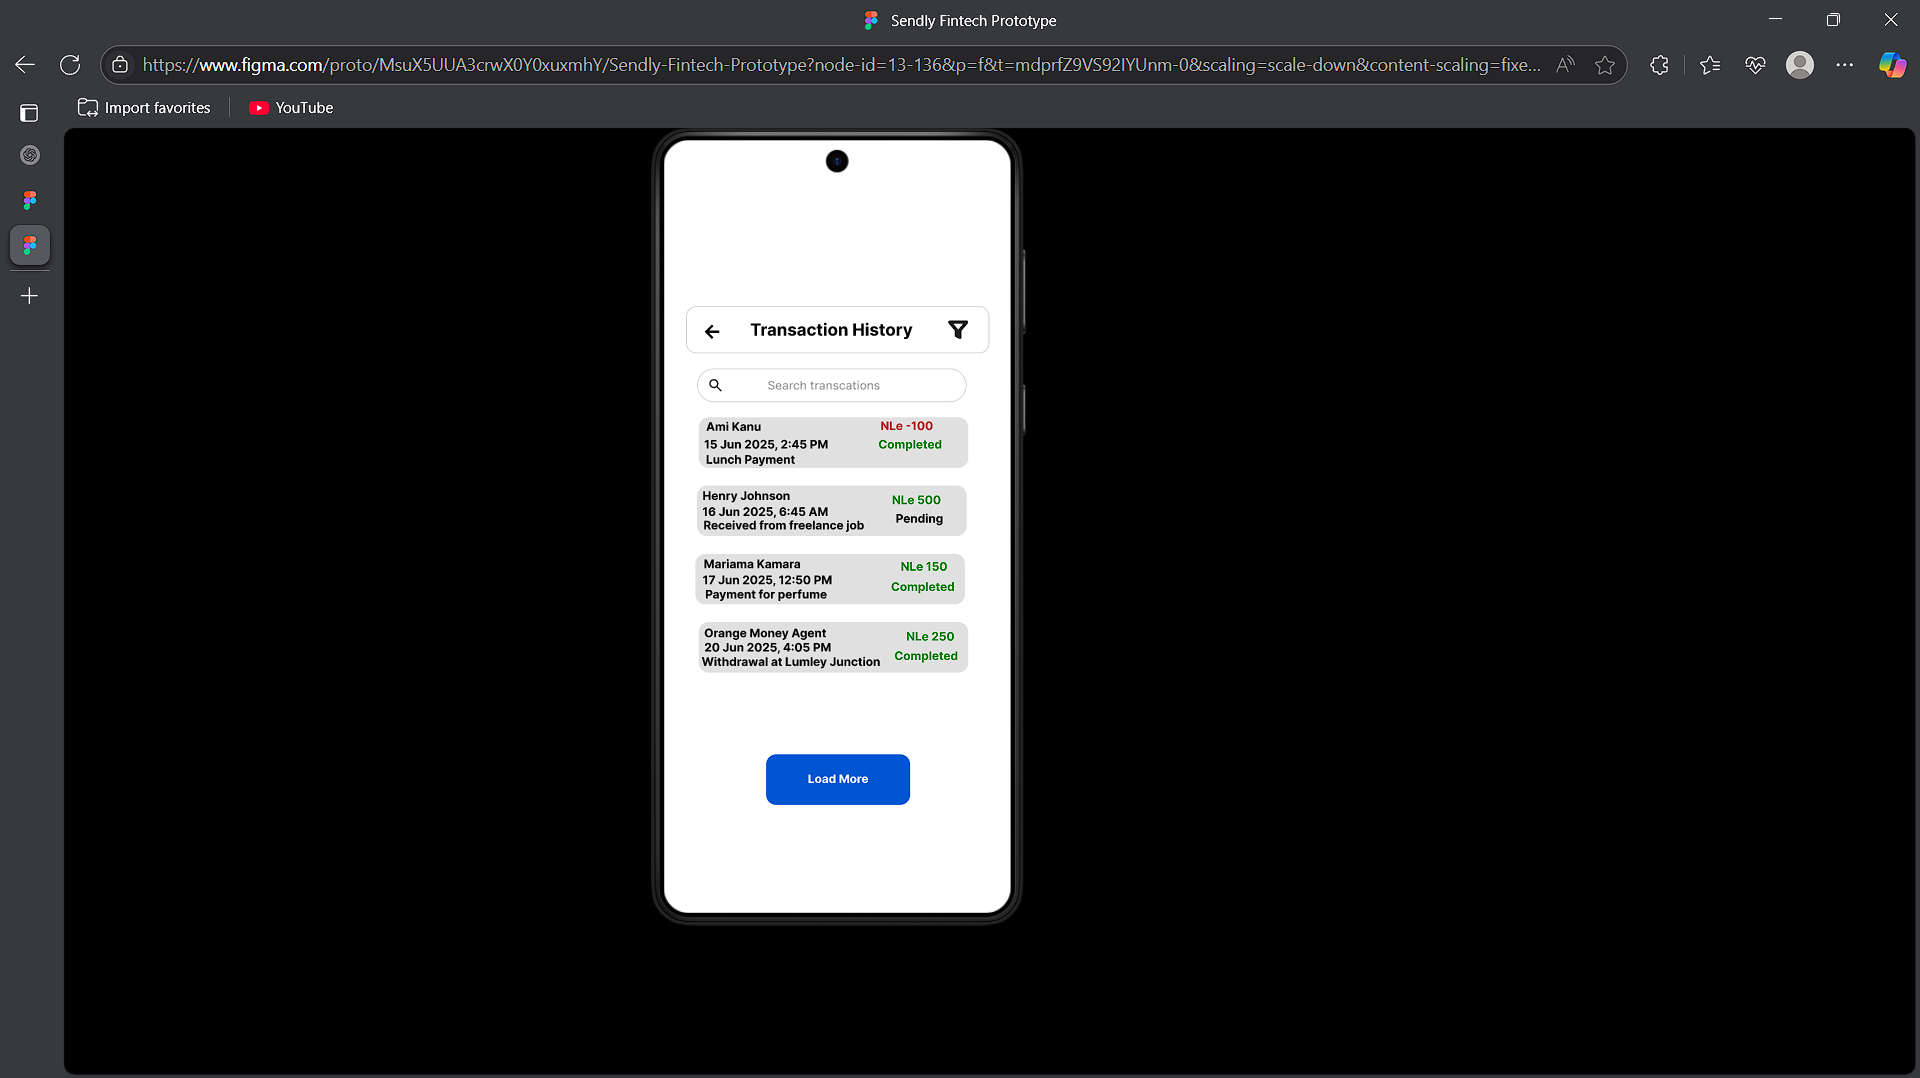 Sendly Fintech Prototype
https://www.figma.com/proto/MsuX5UUA3crwX0Y0xuxmhY/Sendly-Fintech-Prototype?node-id=13-136&p=f&t=mdprfZ9VS92IYUnm-0&scaling=scale-down&content-scaling=fixe...
Import favorites
YouTube
Transaction History
Search transcations
Ami Kanu
NLe -100
15 Jun 2025, 2:45 PM
Completed
Lunch Payment
Henry Johnson
NLe 500
16 Jun 2025, 6:45 AM
Pending
Received from freelance job
Mariama Kamara
NLe 150
17 Jun 2025, 12:50 PM
Completed
Payment for perfume
Orange Money Agent
NLe 250
20 Jun 2025, 4:05 PM
Completed
Withdrawal at Lumley Junction
Load More